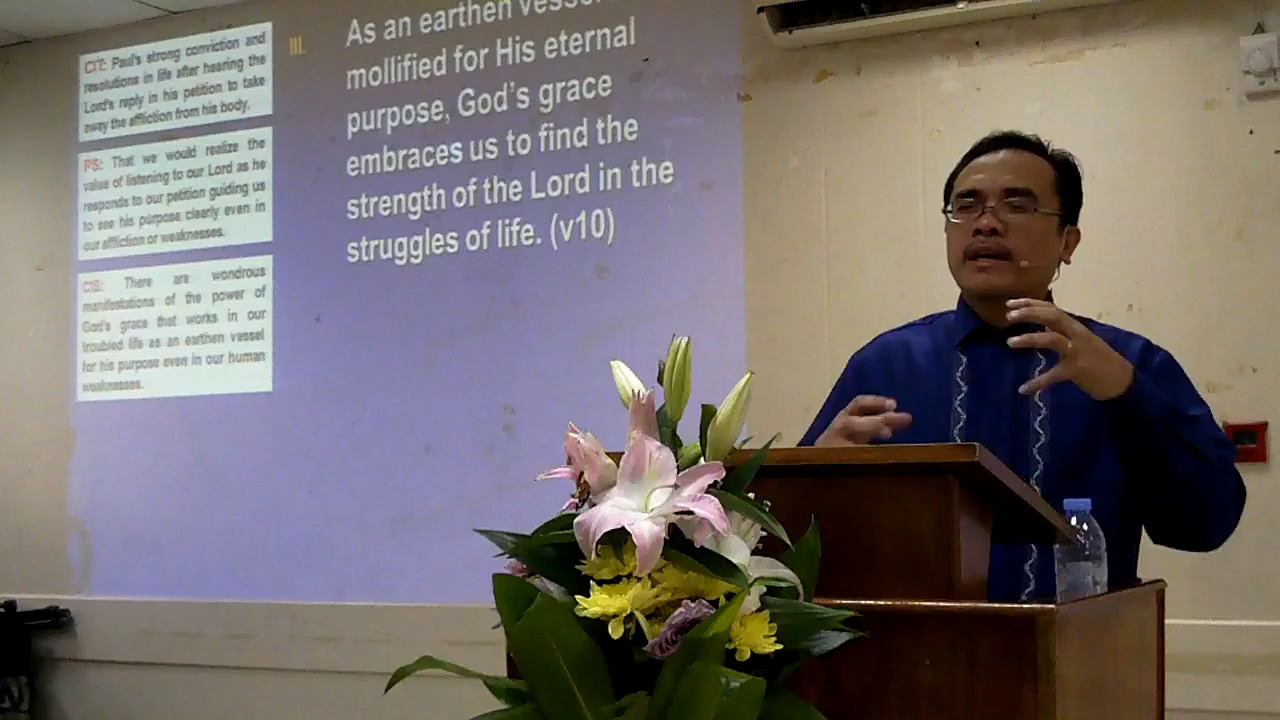 CIT: Paul's strong conviction and
resolutions in life after hearing the
Lord's reply in his petition to take
away the affliction from his body.
PS: That we would realize the
value of listening to our Lord as he
responds to our petition guiding us
to see his purpose clearly even in
our affliction or weaknesses.
CIS: There are wondrous
manifestations of the power of
God's grace that works in our
troubled life as an earthen vessel
for his purpose even in our human
weaknesses.
III.
As an earthen vessel
mollified for His eternal
purpose, God's grace
embraces us to find the
strength of the Lord in the
struggles of life. (v10)